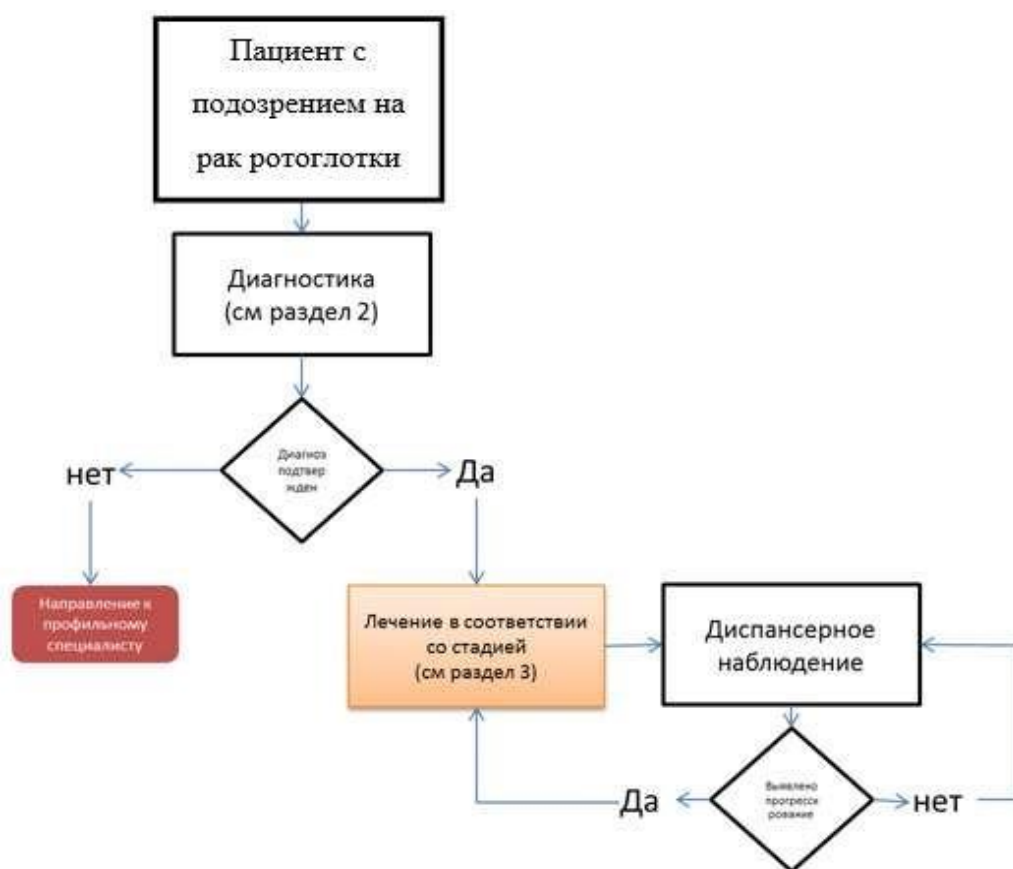 Пациент с
подозрением на
рак ротоглотки
Диагностика
(см раздел 2)
Диагноз
подтвер
жден
нет
Да
Направление к
профильному
специалисту
Лечение в соответствии
со стадией
(см раздел 3)
Диспансерное
наблюдение
Выявлено
прогресси
рование
Да
нет